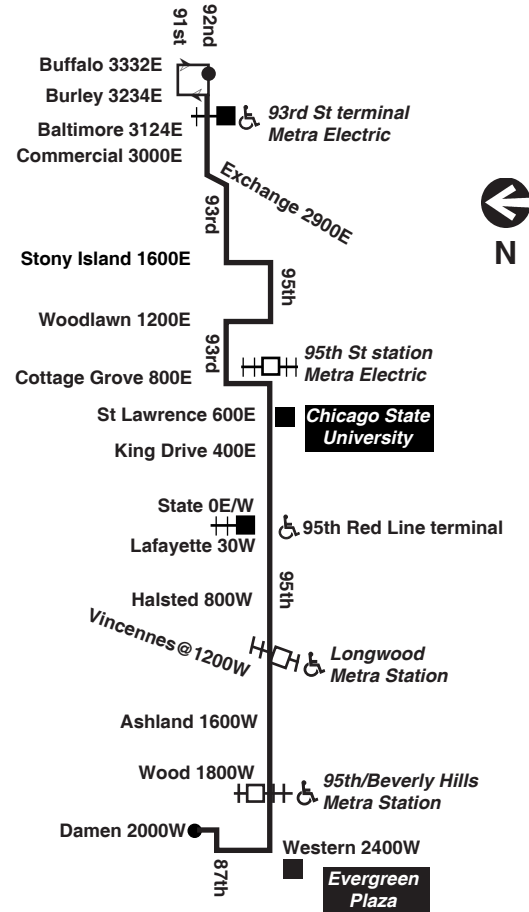 91st
92nd
Buffalo 3332E
Burley 3234E
Baltimore 3124E
93rd St terminal
Metra Electric
Commercial 3000E
Exchange 2900E
93rd
N
Stony Island 1600E
95th
Woodlawn 1200E
93rd
95th St station
Metra Electric
Cottage Grove 800E
St Lawrence 600E
Chicago State
University
King Drive 400E
State 0E/W
95th Red Line terminal
Lafayette 30W
95th
Halsted 800W
Vincennes@1200W
Longwood
Metra Station
Ashland 1600W
Wood 1800W
95th/Beverly Hills
Metra Station
Damen 2000W
87th
Western 2400W
Evergreen
Plaza